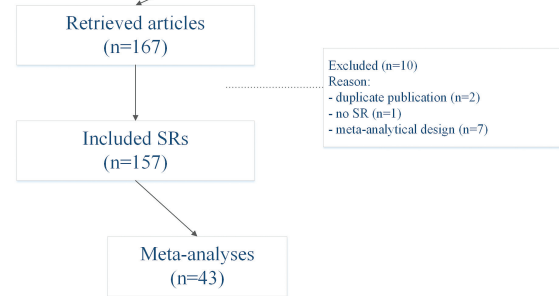 Retrieved articles
(n=167)
Excluded (n=10)
Reason:
- duplicate publication (n=2)
- no SR (n=1)
- meta-analytical design (n=7)
Included SRs
(n=157)
Meta-analyses
(n=43)